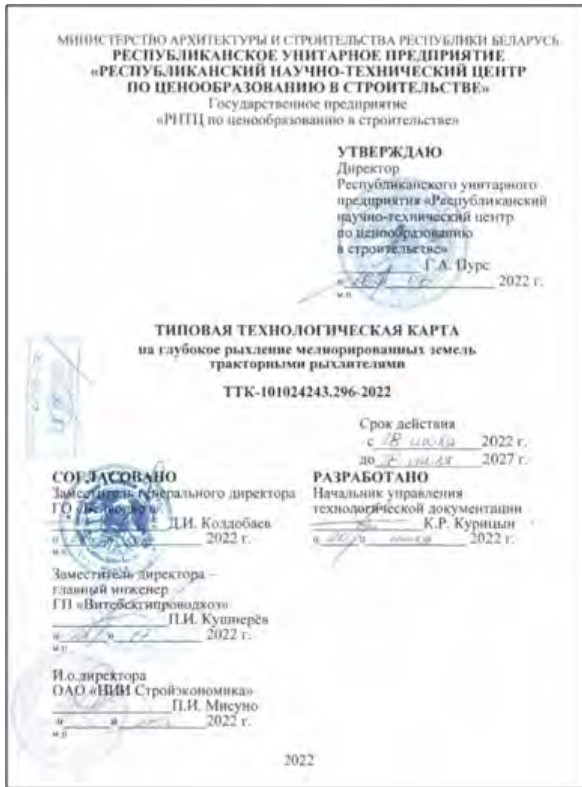 МИНИСТЕРСТВО АРХИТЕКТУРЫ И СТРОИТЕЛЬСТВА РЕСПУБЛИКИ БЕЛАРУСЬ
РЕСПУБЛИКАНСКОЕ УНИТАРНОЕ ПРЕДПРИЯТИЕ
«РЕСПУБЛИКАНСКИЙ НАУЧНО-ТЕХНИЧЕСКИЙ ЦЕНТР
ПО ЦЕНООБРАЗОВАНИЮ В СТРОИТЕЛЬСТВЕ»
Государственное предприятие
«РНТЦ по ценообразованию в строительстве»
УТВЕРЖДАЮ
Директор
Республиканского унитарного
предприятия «Республиканский
научно-технический центр
по ценообразованию
в строительстве»
Г.А. Пурс
2022 г.
м.п.
ТИПОВАЯ ТЕХНОЛОГИЧЕСКАЯ КАРТА
на глубокое рыхление мелиорированных земель
тракторными рыхлителями
ТТК-101024243.296-2022
Срок действия
с 2022 г.
до 2027 г.
СОГЛАСОВАНО
Заместитель генерального директора
ГО
Д.И. Колдобаев
2022 г.
м.п.
Заместитель директора –
главный инженер
ГП «Витебскгипроводхоз»
П.И. Кушнерёв
2022 г.
м.п.
И.о.директора
ОАО «НИИ Стройэкономика»
П.И. Мисуно
2022 г.
м.п.
РАЗРАБОТАНО
Начальник управления
технологической документации
К.Р. Курицын
2022 г.
2022